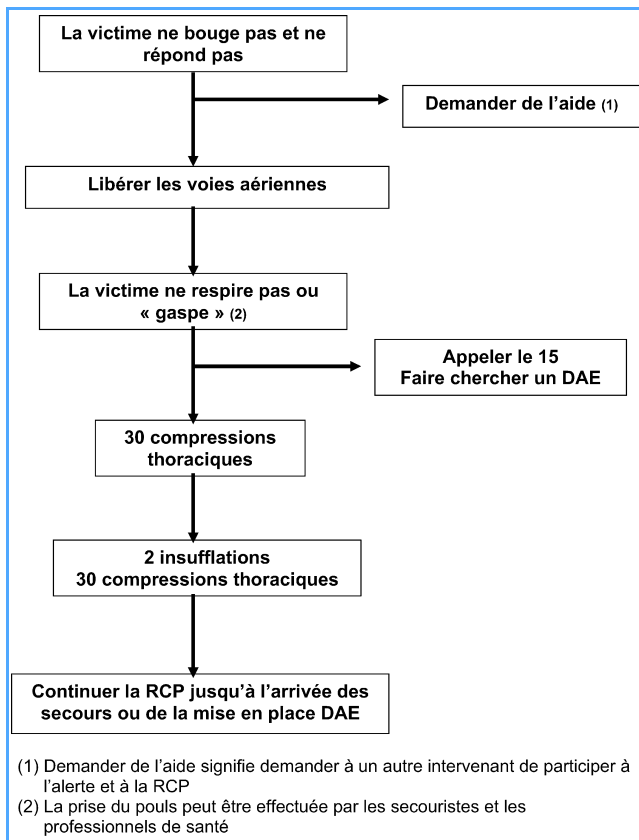 La victime ne bouge pas et ne
répond pas
Demander de l’aide (1)
Libérer les voies aériennes
La victime ne respire pas ou
« gaspe » (2)
Appeler le 15
Faire chercher un DAE
30 compressions
thoraciques
2 insufflations
30 compressions thoraciques
Continuer la RCP jusqu’à l’arrivée des
secours ou de la mise en place DAE
(1) Demander de l’aide signifie demander à un autre intervenant de participer à
l’alerte et à la RCP
(2) La prise du pouls peut être effectuée par les secouristes et les
professionnels de santé